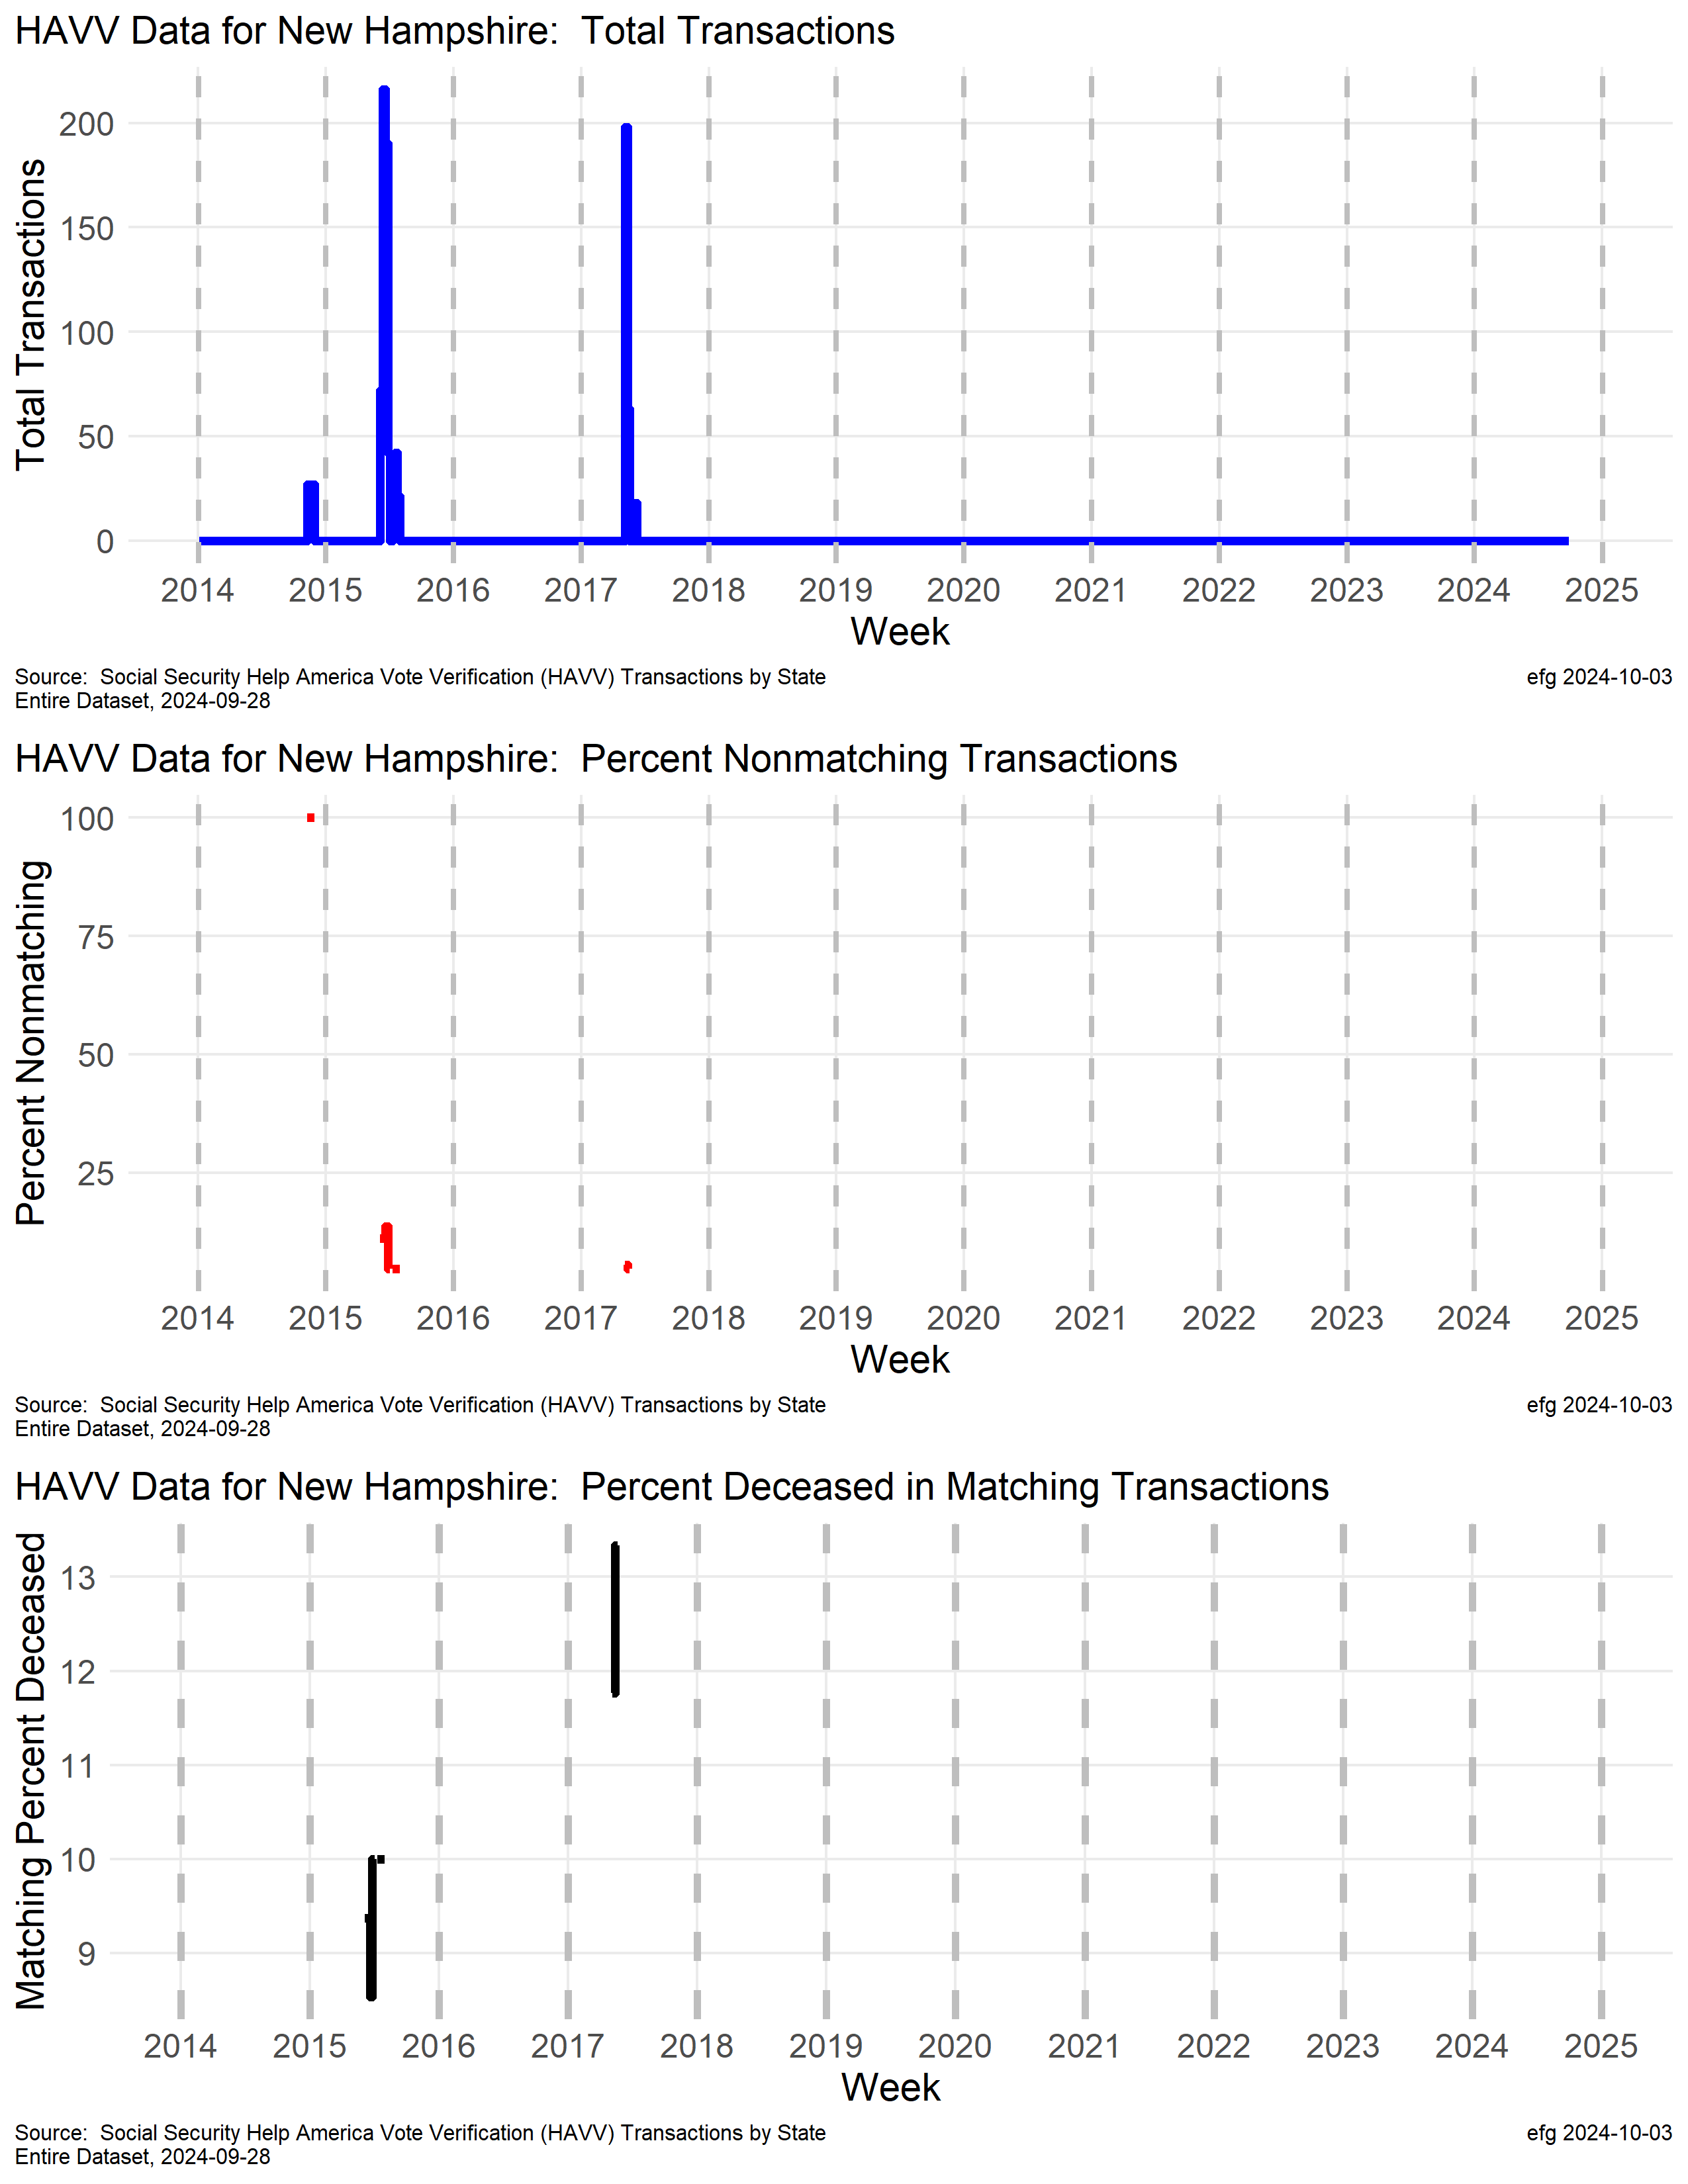 HAVV Data for New Hampshire:  Total Transactions
Total Transactions
200
150
100
50
0
2014 2015 2016 2017 2018 2019 2020 2021 2022 2023 2024 2025
Week
Source:  Social Security Help America Vote Verification (HAVV) Transactions by State
Entire Dataset, 2024-09-28
efg 2024-10-03
HAVV Data for New Hampshire:  Percent Nonmatching Transactions
Percent Nonmatching
100
75
50
25
2014 2015 2016 2017 2018 2019 2020 2021 2022 2023 2024 2025
Week
Source:  Social Security Help America Vote Verification (HAVV) Transactions by State
Entire Dataset, 2024-09-28
efg 2024-10-03
HAVV Data for New Hampshire:  Percent Deceased in Matching Transactions
Matching Percent Deceased
13
12
11
10
9
2014 2015 2016 2017 2018 2019 2020 2021 2022 2023 2024 2025
Week
Source:  Social Security Help America Vote Verification (HAVV) Transactions by State
Entire Dataset, 2024-09-28
efg 2024-10-03